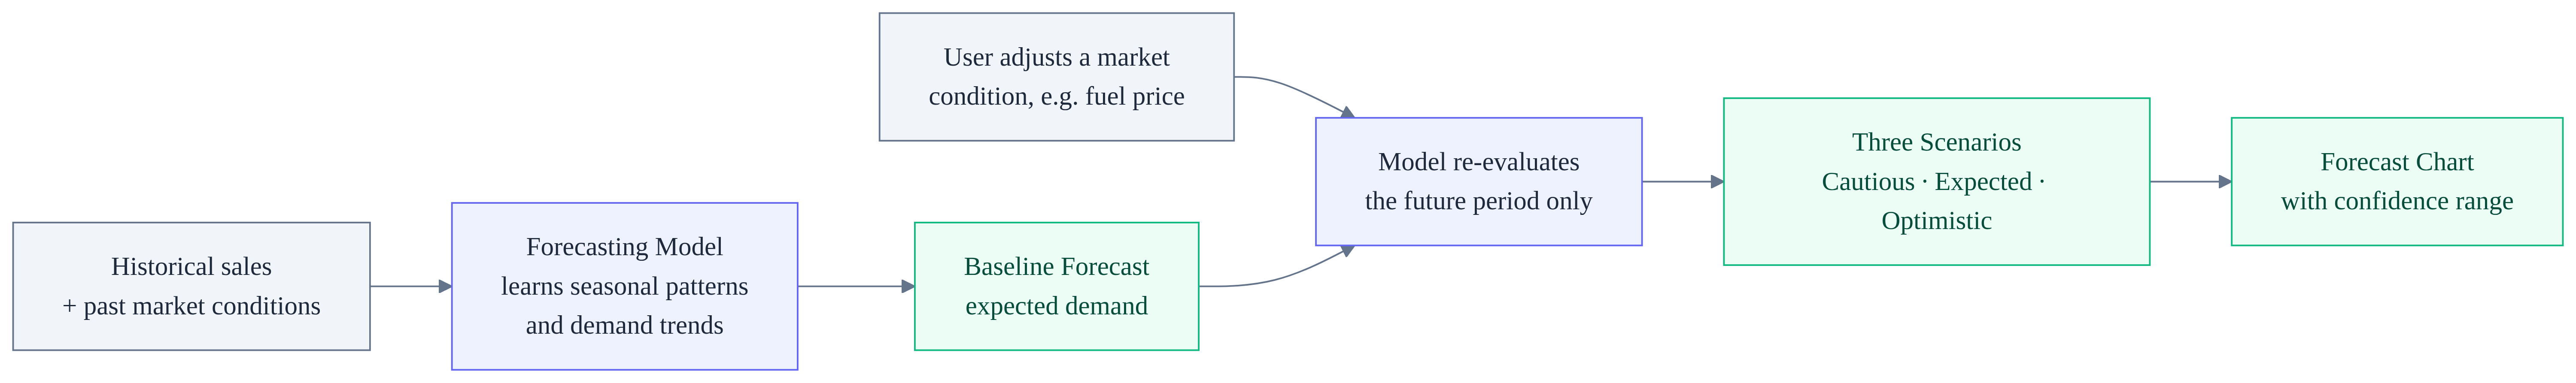 User adjusts a market
condition, e.g. fuel price
Historical sales
+ past market conditions
Forecasting Model
learns seasonal patterns
and demand trends
Baseline Forecast
expected demand
Model re-evaluates
the future period only
Three Scenarios
Cautious · Expected ·
Optimistic
Forecast Chart
with confidence range